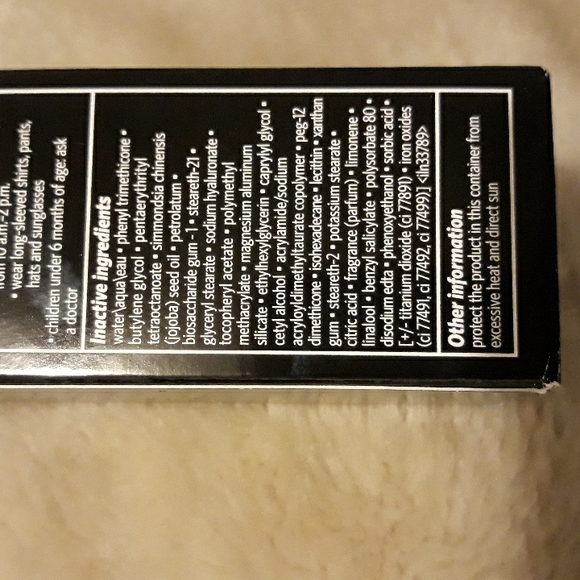 from 10 a.m.-2 p.m.
• wear long-sleeved shirts, pants,
hats and sunglasses
• children under 6 months of age: ask
a doctor
Inactive ingredients
water\aqua\eau • phenyl trimethicone •
butylene glycol • pentaerythrityl
tetraoctanoate • simmondsia chinensis
(jojoba) seed oil • petrolatum •
biosaccharide gum -1 • steareth-21 •
glyceryl stearate • sodium hyaluronate •
tocopheryl acetate • polymethyl
methacrylate • magnesium aluminum
silicate • ethylhexylglycerin • caprylyl glycol •
cetyl alcohol • acrylamide/sodium
acryloyldimethyltaurate copolymer • peg-12
dimethicone • isohexadecane • lecithin • xanthan
gum • steareth-2 • potassium stearate •
citric acid • fragrance (parfum) • limonene •
linalool • benzyl salicylate • polysorbate 80 •
disodium edta • phenoxyethanol • sorbic acid •
[+/- titanium dioxide (ci 77891) • iron oxides
(ci 77491, ci 77492, ci 77499)] <iln33789>
Other information
protect the product in this container from
excessive heat and direct sun